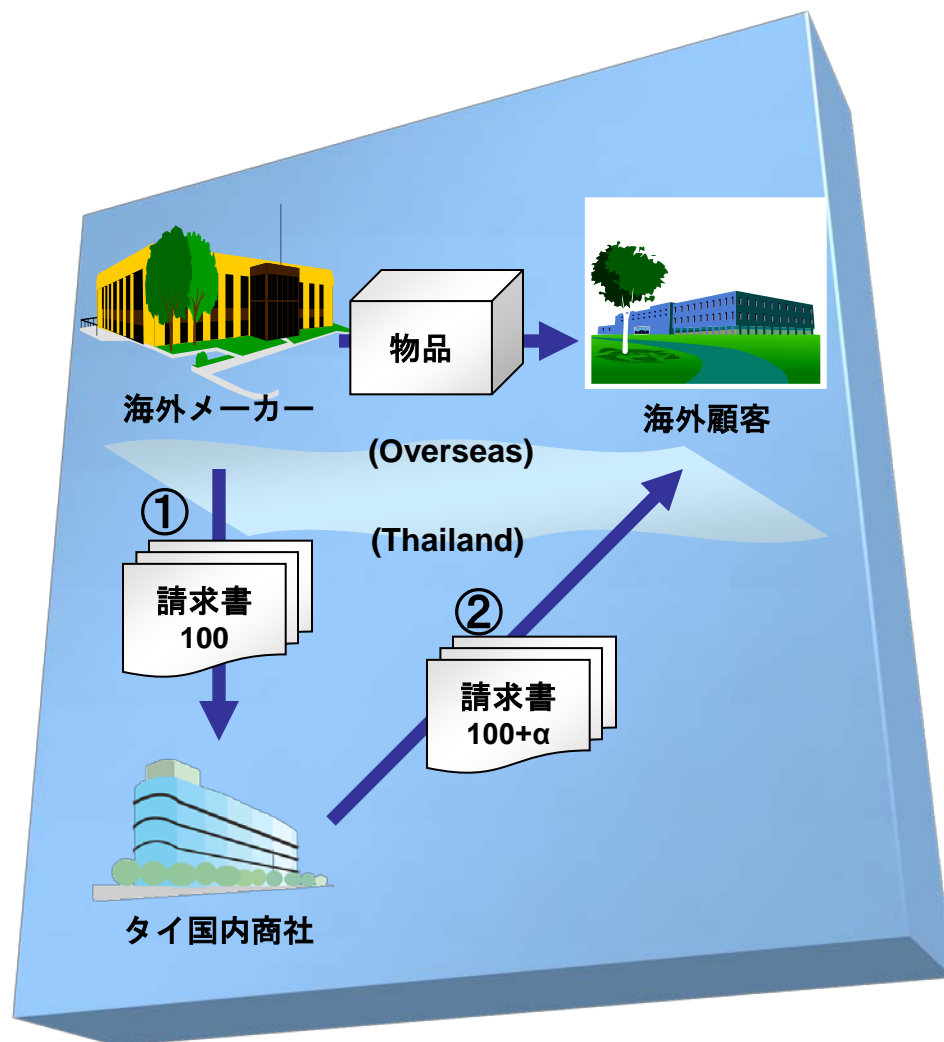 物品
海外メーカー
海外顧客
(Overseas)
①
(Thailand)
請求書
100
②
請求書
100+α
タイ国内商社